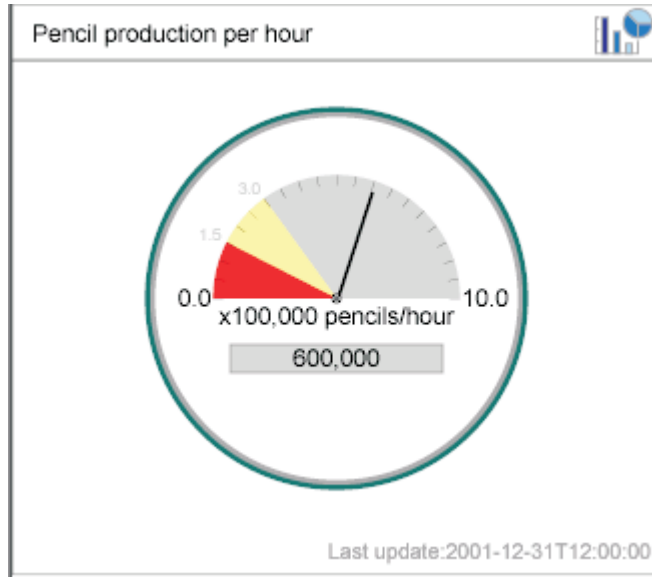 Pencil production per hour
3.0
1.5
0.0
10.0
x100,000 pencils/hour
600,000
Last update:2001-12-31T12:00:00